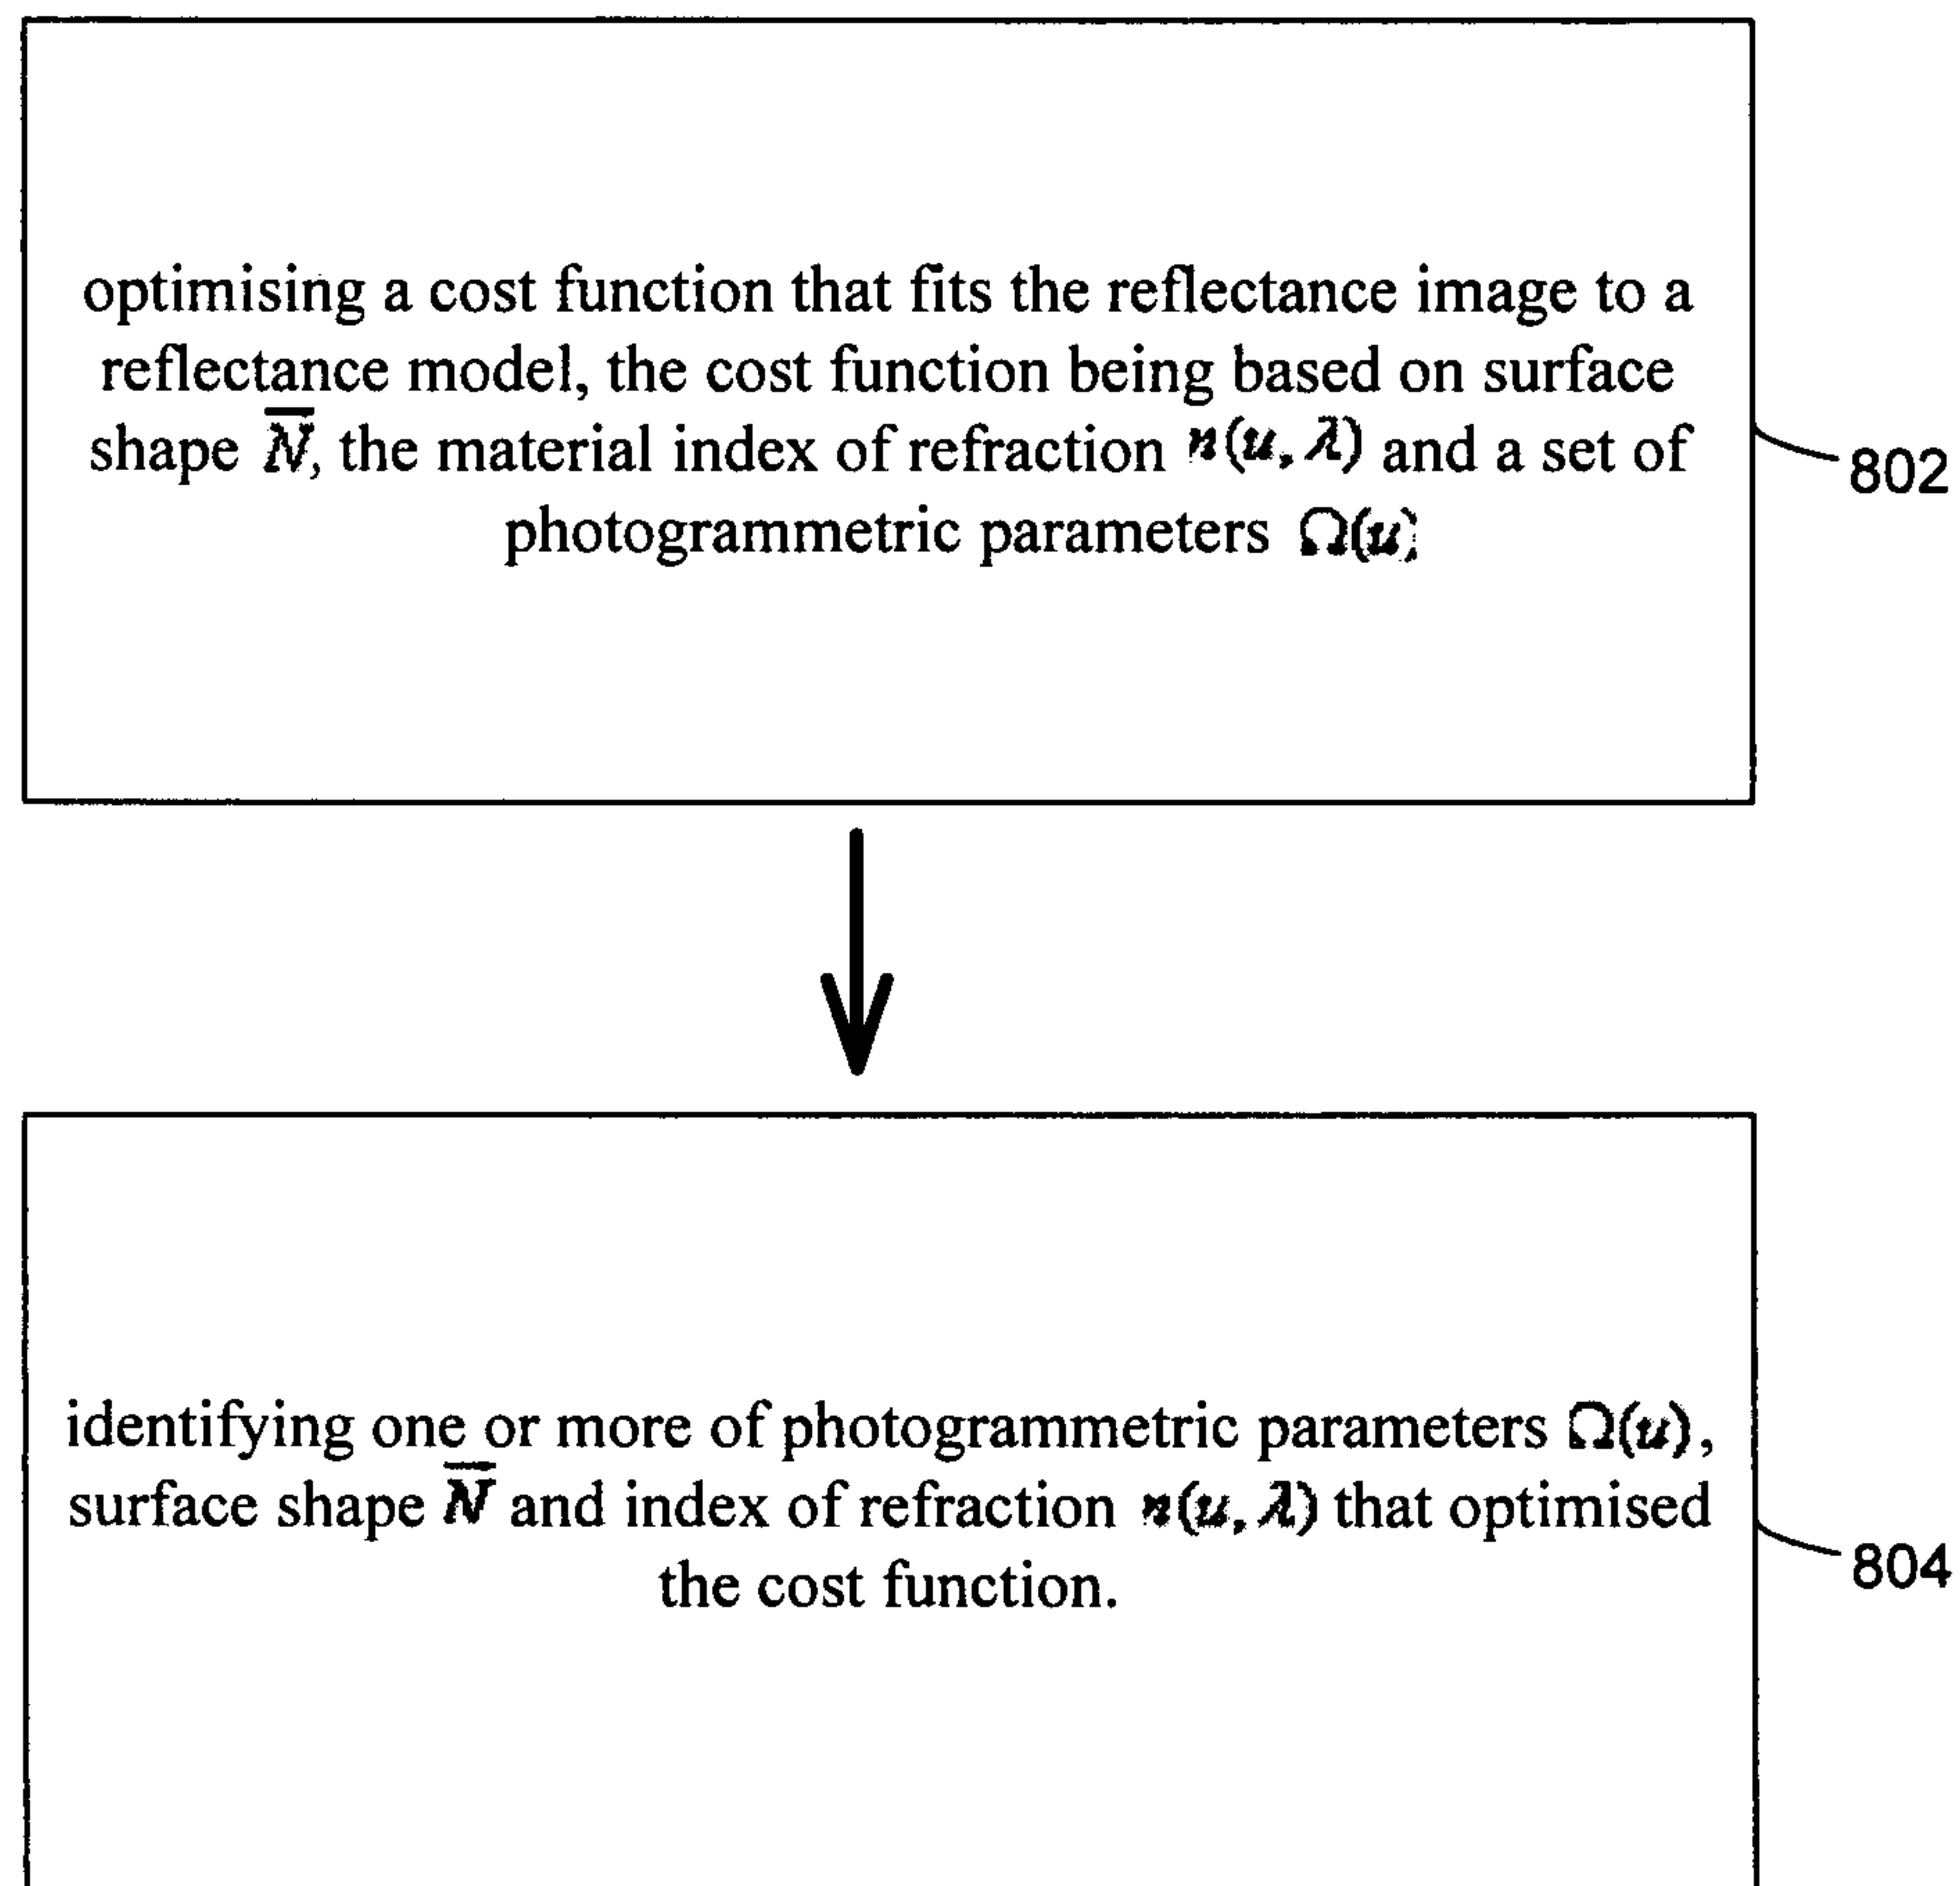 optimising a cost function that fits the reflectance image to a
reflectance model, the cost function being based on surface
shape N̅, the material index of refraction n(u, λ) and a set of
photogrammetric parameters Ω(u)
802
identifying one or more of photogrammetric parameters Ω(u),
surface shape N̅ and index of refraction n(u, λ) that optimised
the cost function.
804